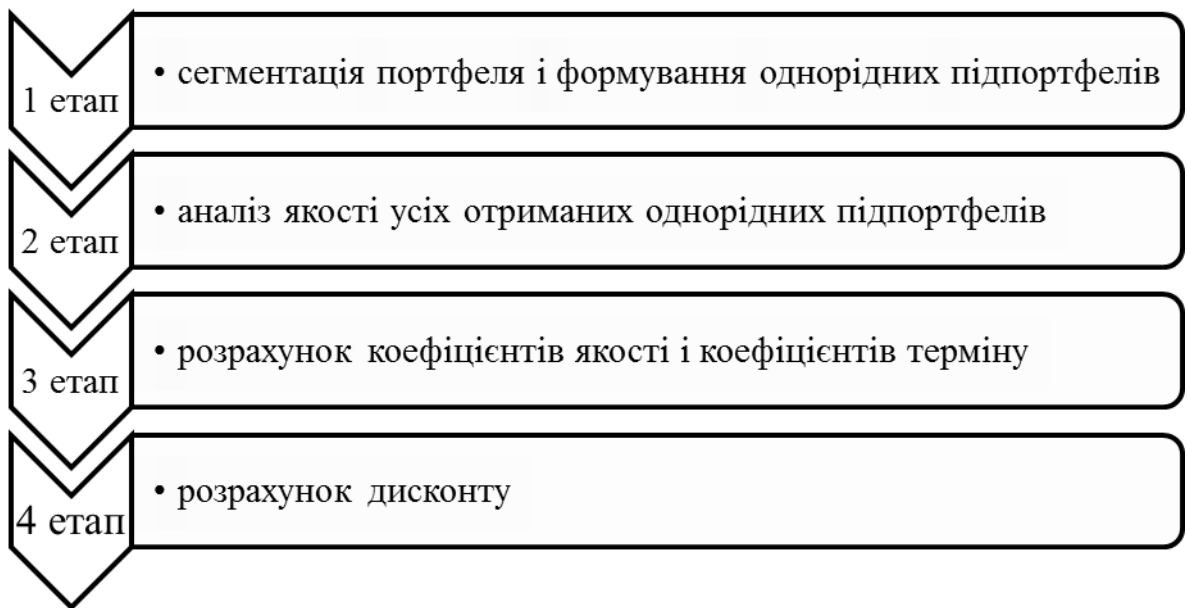 1 етап
• сегментація портфеля і формування однорідних підпортфелів
2 етап
• аналіз якості усіх отриманих однорідних підпортфелів
3 етап
• розрахунок коефіцієнтів якості і коефіцієнтів терміну
4 етап
• розрахунок дисконту